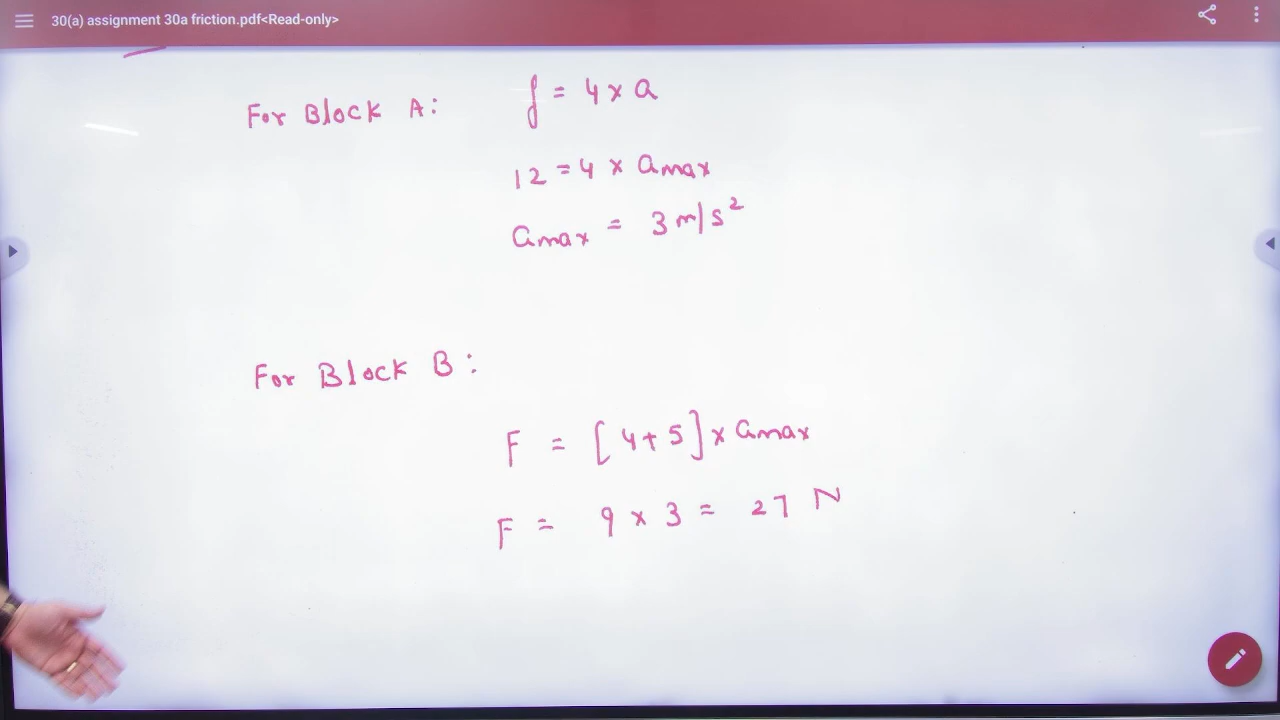 30(a) assignment 30a friction.pdf<Read-only>
For Block A: f = 4 x a
12 = 4 x amax
amax = 3 m/s²
For Block B:
F = [4+5] x amax
F = 9 x 3 = 27 N